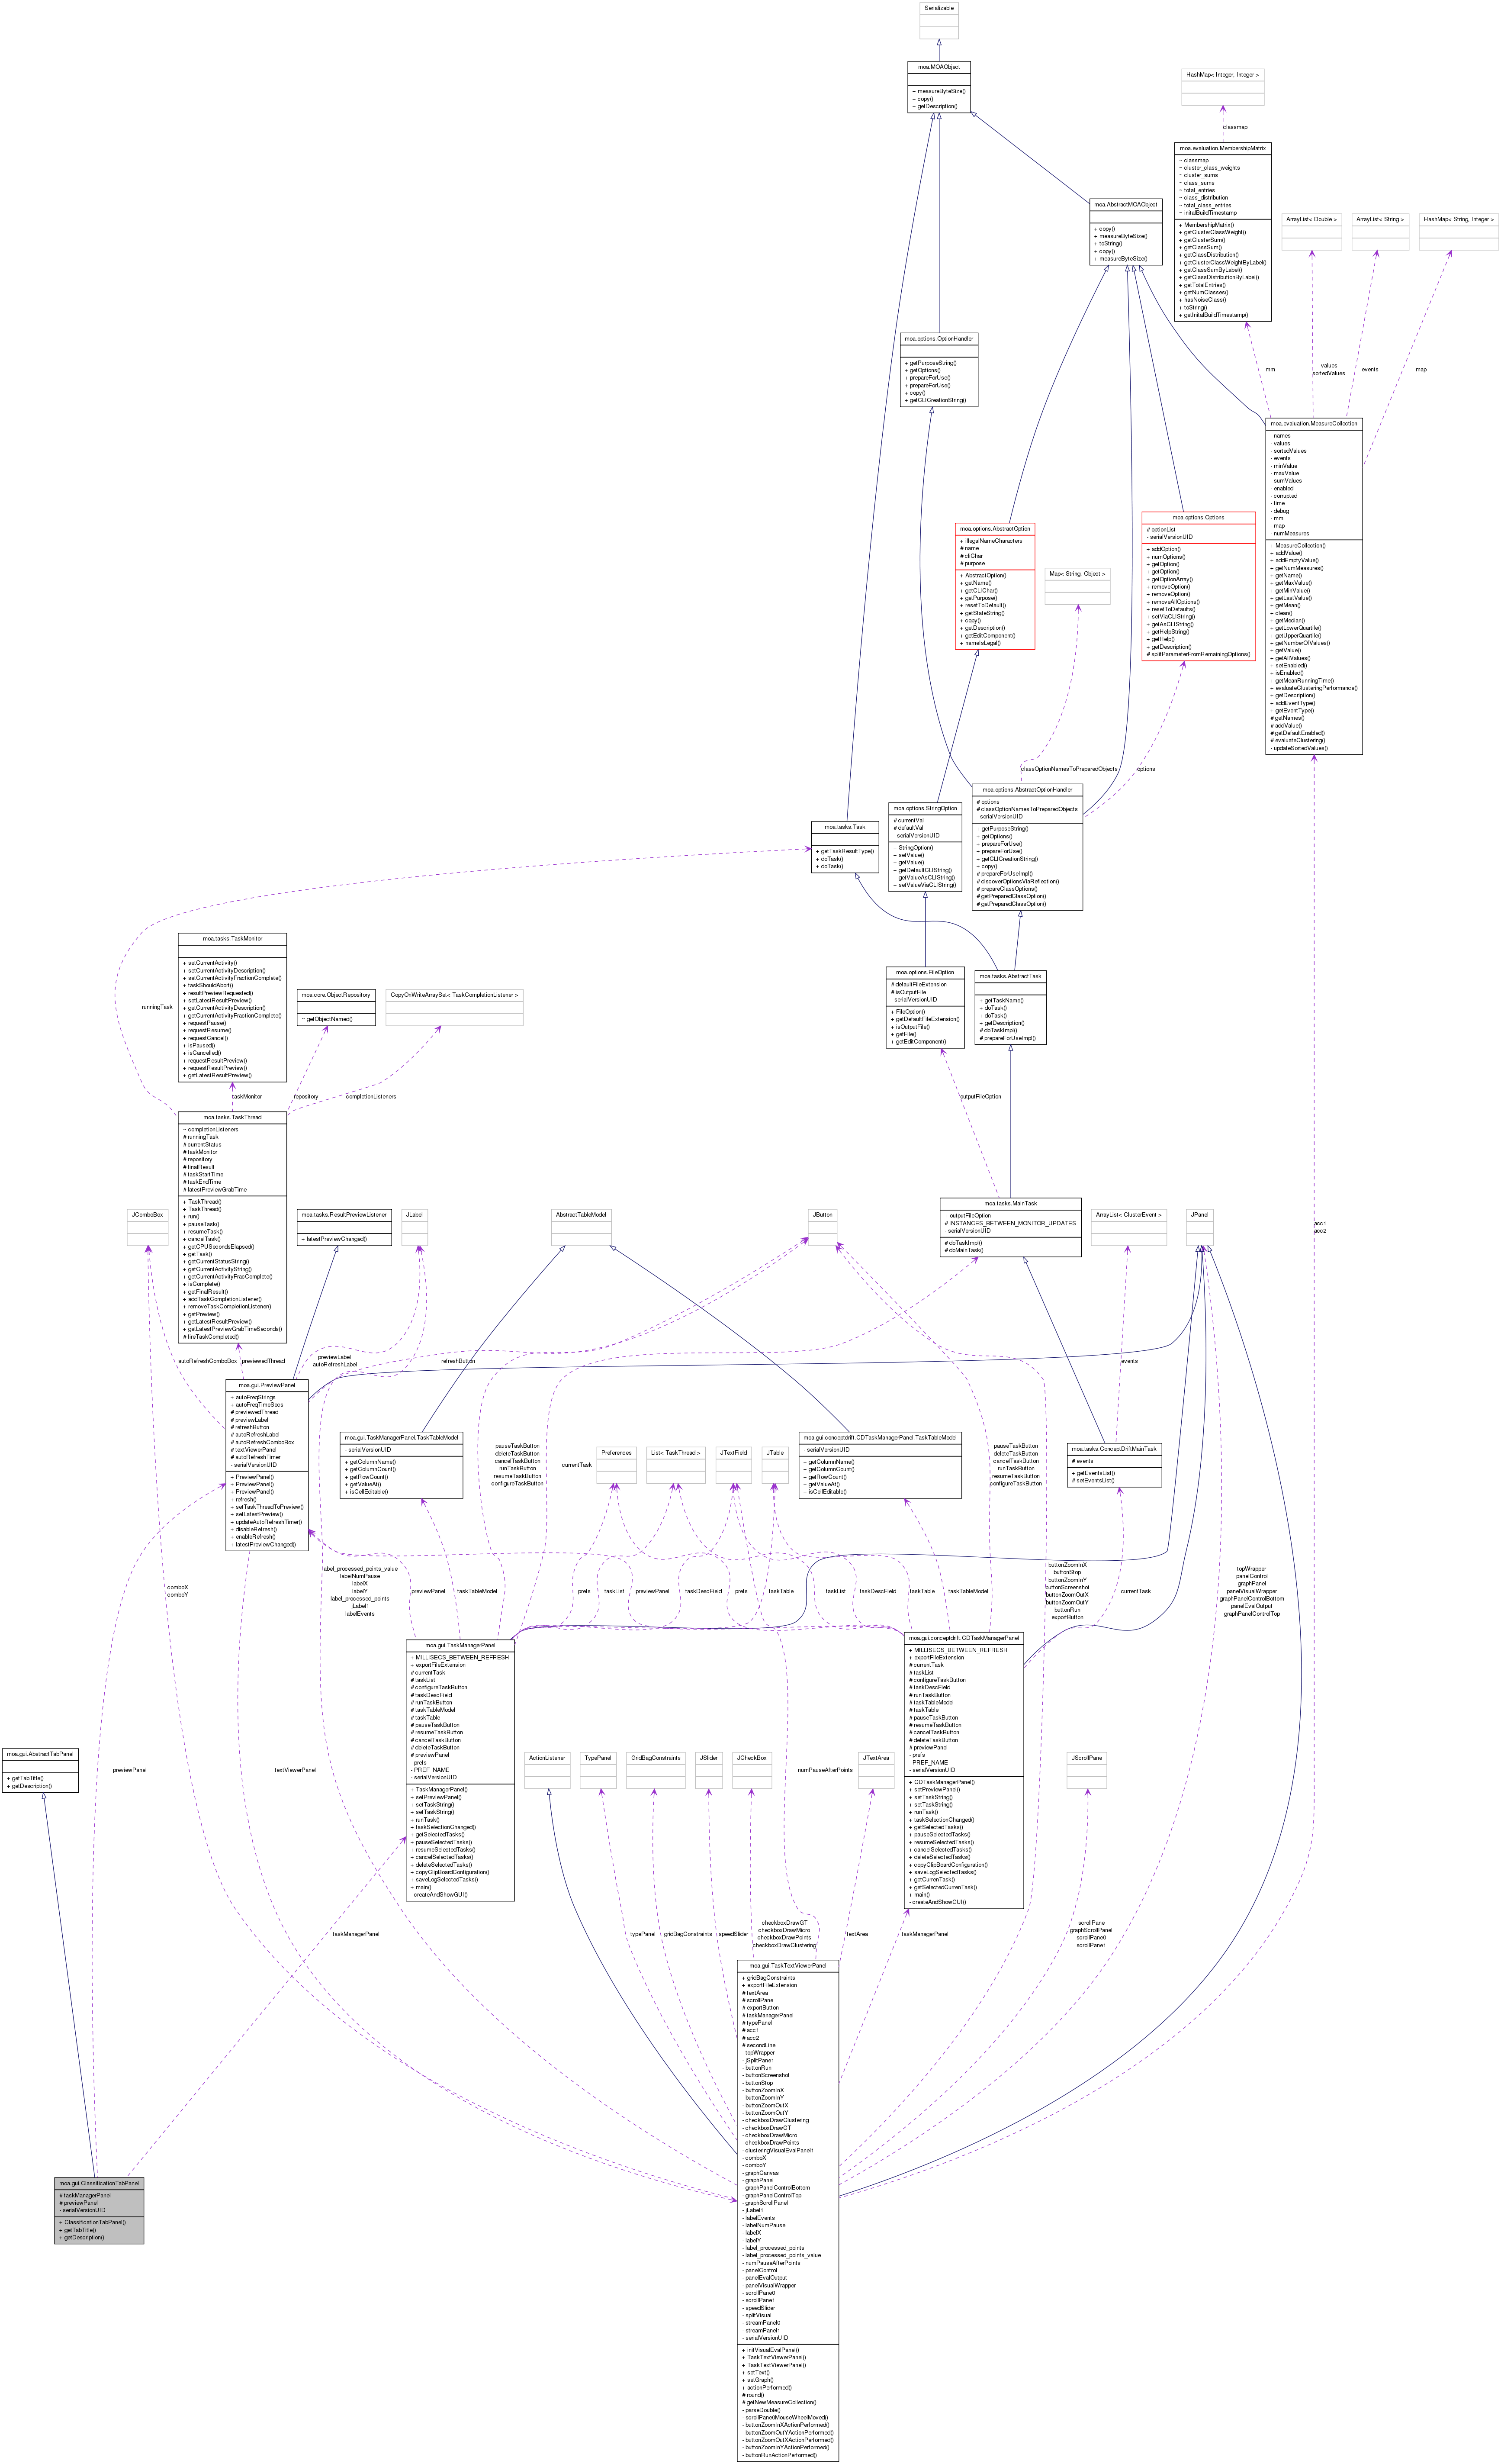 Serializable
moa.MOAObject
+ measureByteSize()
+ copy()
+ getDescription()
HashMap< Integer, Integer >
classmap
moa.evaluation.MembershipMatrix
~ classmap
~ cluster_class_weights
~ cluster_sums
~ class_sums
~ total_entries
~ class_distribution
~ total_class_entries
~ initalBuildTimestamp
+ MembershipMatrix()
+ getClusterClassWeight()
+ getClusterSum()
+ getClassSum()
+ getClassDistribution()
+ getClusterClassWeightByLabel()
+ getClassSumByLabel()
+ getClassDistributionByLabel()
+ getTotalEntries()
+ getNumClasses()
+ hasNoiseClass()
+ toString()
+ getInitalBuildTimestamp()
moa.AbstractMOAObject
+ copy()
+ measureByteSize()
+ toString()
+ copy()
+ measureByteSize()
ArrayList< Double >
ArrayList< String >
HashMap< String, Integer >
mm
values
sortedValues
events
map
moa.options.OptionHandler
+ getPurposeString()
+ getOptions()
+ prepareForUse()
+ prepareForUse()
+ copy()
+ getCLICreationString()
moa.evaluation.MeasureCollection
- names
- values
- sortedValues
- events
- minValue
- maxValue
- sumValues
- enabled
- corrupted
- time
- debug
- mm
- map
- numMeasures
+ MeasureCollection()
+ addValue()
+ addEmptyValue()
+ getNumMeasures()
+ getName()
+ getMaxValue()
+ getMinValue()
+ getLastValue()
+ getMean()
+ clean()
+ getMedian()
+ getLowerQuartile()
+ getUpperQuartile()
+ getNumberOfValues()
+ getValue()
+ getAllValues()
+ setEnabled()
+ isEnabled()
+ getMeanRunningTime()
+ evaluateClusteringPerformance()
+ getDescription()
+ addEventType()
+ getEventType()
# getNames()
# addValue()
# getDefaultEnabled()
# evaluateClustering()
- updateSortedValues()
moa.options.AbstractOption
+ illegalNameCharacters
# name
# cliChar
# purpose
+ AbstractOption()
+ getName()
+ getCLIChar()
+ getPurpose()
+ resetToDefault()
+ getStateString()
+ copy()
+ getDescription()
+ getEditComponent()
+ nameIsLegal()
moa.options.Options
# optionList
- serialVersionUID
+ addOption()
+ numOptions()
+ getOption()
+ getOption()
+ getOptionArray()
+ removeOption()
+ removeOption()
+ removeAllOptions()
+ resetToDefaults()
+ setViaCLIString()
+ getAsCLIString()
+ getHelpString()
+ getHelp()
+ getDescription()
# splitParameterFromRemainingOptions()
Map< String, Object >
classOptionNamesToPreparedObjects
options
moa.options.AbstractOptionHandler
# options
# classOptionNamesToPreparedObjects
- serialVersionUID
+ getPurposeString()
+ getOptions()
+ prepareForUse()
+ prepareForUse()
+ getCLICreationString()
+ copy()
# prepareForUseImpl()
# discoverOptionsViaReflection()
# prepareClassOptions()
# getPreparedClassOption()
# getPreparedClassOption()
moa.options.StringOption
# currentVal
# defaultVal
- serialVersionUID
+ StringOption()
+ setValue()
+ getValue()
+ getDefaultCLIString()
+ getValueAsCLIString()
+ setValueViaCLIString()
moa.tasks.Task
+ getTaskResultType()
+ doTask()
+ doTask()
moa.tasks.TaskMonitor
+ setCurrentActivity()
+ setCurrentActivityDescription()
+ setCurrentActivityFractionComplete()
+ taskShouldAbort()
+ resultPreviewRequested()
+ setLatestResultPreview()
+ getCurrentActivityDescription()
+ getCurrentActivityFractionComplete()
+ requestPause()
+ requestResume()
+ requestCancel()
+ isPaused()
+ isCancelled()
+ requestResultPreview()
+ requestResultPreview()
+ getLatestResultPreview()
moa.core.ObjectRepository
~ getObjectNamed()
CopyOnWriteArraySet< TaskCompletionListener >
moa.options.FileOption
# defaultFileExtension
# isOutputFile
- serialVersionUID
+ FileOption()
+ getDefaultFileExtension()
+ isOutputFile()
+ getFile()
+ getEditComponent()
moa.tasks.AbstractTask
+ getTaskName()
+ doTask()
+ doTask()
+ getDescription()
# doTaskImpl()
# prepareForUseImpl()
runningTask
taskMonitor
repository
completionListeners
outputFileOption
moa.tasks.TaskThread
~ completionListeners
# runningTask
# currentStatus
# taskMonitor
# repository
# finalResult
# taskStartTime
# taskEndTime
# latestPreviewGrabTime
+ TaskThread()
+ TaskThread()
+ run()
+ pauseTask()
+ resumeTask()
+ cancelTask()
+ getCPUSecondsElapsed()
+ getTask()
+ getCurrentStatusString()
+ getCurrentActivityString()
+ getCurrentActivityFracComplete()
+ isComplete()
+ getFinalResult()
+ addTaskCompletionListener()
+ removeTaskCompletionListener()
+ getPreview()
+ getLatestResultPreview()
+ getLatestPreviewGrabTimeSeconds()
# fireTaskCompleted()
JComboBox
moa.tasks.ResultPreviewListener
+ latestPreviewChanged()
JLabel
AbstractTableModel
JButton
moa.tasks.MainTask
+ outputFileOption
# INSTANCES_BETWEEN_MONITOR_UPDATES
- serialVersionUID
# doTaskImpl()
# doMainTask()
ArrayList< ClusterEvent >
JPanel
acc1
acc2
autoRefreshComboBox
previewedThread
previewLabel
autoRefreshLabel
refreshButton
events
moa.gui.PreviewPanel
+ autoFreqStrings
+ autoFreqTimeSecs
# previewedThread
# previewLabel
# refreshButton
# autoRefreshLabel
# autoRefreshComboBox
# textViewerPanel
# autoRefreshTimer
- serialVersionUID
+ PreviewPanel()
+ PreviewPanel()
+ PreviewPanel()
+ refresh()
+ setTaskThreadToPreview()
+ setLatestPreview()
+ updateAutoRefreshTimer()
+ disableRefresh()
+ enableRefresh()
+ latestPreviewChanged()
moa.gui.TaskManagerPanel.TaskTableModel
- serialVersionUID
+ getColumnName()
+ getColumnCount()
+ getRowCount()
+ getValueAt()
+ isCellEditable()
pauseTaskButton
deleteTaskButton
cancelTaskButton
runTaskButton
resumeTaskButton
configureTaskButton
currentTask
Preferences
List< TaskThread >
JTextField
JTable
moa.gui.conceptdrift.CDTaskManagerPanel.TaskTableModel
- serialVersionUID
+ getColumnName()
+ getColumnCount()
+ getRowCount()
+ getValueAt()
+ isCellEditable()
pauseTaskButton
deleteTaskButton
cancelTaskButton
runTaskButton
resumeTaskButton
configureTaskButton
moa.tasks.ConceptDriftMainTask
# events
+ getEventsList()
# setEventsList()
comboX
comboY
label_processed_points_value
labelNumPause
labelX
labelY
label_processed_points
jLabel1
labelEvents
previewPanel
taskTableModel
prefs
taskList
previewPanel
taskDescField
prefs
taskTable
taskList
taskDescField
taskTable
taskTableModel
buttonZoomInX
buttonStop
buttonZoomInY
buttonScreenshot
buttonZoomOutX
buttonZoomOutY
buttonRun
exportButton
currentTask
topWrapper
panelControl
graphPanel
panelVisualWrapper
graphPanelControlBottom
panelEvalOutput
graphPanelControlTop
moa.gui.TaskManagerPanel
+ MILLISECS_BETWEEN_REFRESH
+ exportFileExtension
# currentTask
# taskList
# configureTaskButton
# taskDescField
# runTaskButton
# taskTableModel
# taskTable
# pauseTaskButton
# resumeTaskButton
# cancelTaskButton
# deleteTaskButton
# previewPanel
- prefs
- PREF_NAME
- serialVersionUID
+ TaskManagerPanel()
+ setPreviewPanel()
+ setTaskString()
+ setTaskString()
+ runTask()
+ taskSelectionChanged()
+ getSelectedTasks()
+ pauseSelectedTasks()
+ resumeSelectedTasks()
+ cancelSelectedTasks()
+ deleteSelectedTasks()
+ copyClipBoardConfiguration()
+ saveLogSelectedTasks()
+ main()
- createAndShowGUI()
moa.gui.conceptdrift.CDTaskManagerPanel
+ MILLISECS_BETWEEN_REFRESH
+ exportFileExtension
# currentTask
# taskList
# configureTaskButton
# taskDescField
# runTaskButton
# taskTableModel
# taskTable
# pauseTaskButton
# resumeTaskButton
# cancelTaskButton
# deleteTaskButton
# previewPanel
- prefs
- PREF_NAME
- serialVersionUID
+ CDTaskManagerPanel()
+ setPreviewPanel()
+ setTaskString()
+ setTaskString()
+ runTask()
+ taskSelectionChanged()
+ getSelectedTasks()
+ pauseSelectedTasks()
+ resumeSelectedTasks()
+ cancelSelectedTasks()
+ deleteSelectedTasks()
+ copyClipBoardConfiguration()
+ saveLogSelectedTasks()
+ getCurrenTask()
+ getSelectedCurrenTask()
+ main()
- createAndShowGUI()
moa.gui.AbstractTabPanel
+ getTabTitle()
+ getDescription()
previewPanel
textViewerPanel
ActionListener
TypePanel
GridBagConstraints
JSlider
JCheckBox
numPauseAfterPoints
JTextArea
JScrollPane
taskManagerPanel
typePanel
gridBagConstraints
speedSlider
checkboxDrawGT
checkboxDrawMicro
checkboxDrawPoints
checkboxDrawClustering
textArea
taskManagerPanel
scrollPane
graphScrollPanel
scrollPane0
scrollPane1
moa.gui.TaskTextViewerPanel
+ gridBagConstraints
+ exportFileExtension
# textArea
# scrollPane
# exportButton
# taskManagerPanel
# typePanel
# acc1
# acc2
# secondLine
- topWrapper
- jSplitPane1
- buttonRun
- buttonScreenshot
- buttonStop
- buttonZoomInX
- buttonZoomInY
- buttonZoomOutX
- buttonZoomOutY
- checkboxDrawClustering
- checkboxDrawGT
- checkboxDrawMicro
- checkboxDrawPoints
- clusteringVisualEvalPanel1
- comboX
- comboY
- graphCanvas
- graphPanel
- graphPanelControlBottom
- graphPanelControlTop
- graphScrollPanel
- jLabel1
- labelEvents
- labelNumPause
- labelX
- labelY
- label_processed_points
- label_processed_points_value
- numPauseAfterPoints
- panelControl
- panelEvalOutput
- panelVisualWrapper
- scrollPane0
- scrollPane1
- speedSlider
- splitVisual
- streamPanel0
- streamPanel1
- serialVersionUID
+ initVisualEvalPanel()
+ TaskTextViewerPanel()
+ TaskTextViewerPanel()
+ setText()
+ setGraph()
+ actionPerformed()
# round()
# getNewMeasureCollection()
- parseDouble()
- scrollPane0MouseWheelMoved()
- buttonZoomInXActionPerformed()
- buttonZoomOutYActionPerformed()
- buttonZoomOutXActionPerformed()
- buttonZoomInYActionPerformed()
- buttonRunActionPerformed()
moa.gui.ClassificationTabPanel
# taskManagerPanel
# previewPanel
- serialVersionUID
+ ClassificationTabPanel()
+ getTabTitle()
+ getDescription()